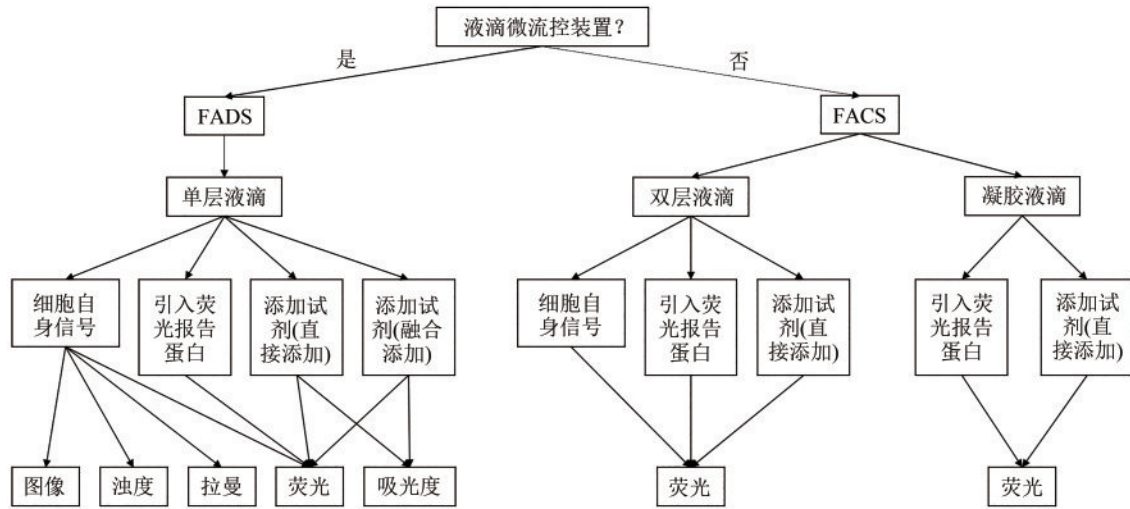 液滴微流控装置？
是
否
FADS
FACS
单层液滴
双层液滴
凝胶液滴
细胞自
身信号
引入荧
光报告
蛋白
添加试
剂(直
接添加)
添加试
剂(融合
添加)
细胞自
身信号
引入荧
光报告
蛋白
添加试
剂(直
接添加)
引入荧
光报告
蛋白
添加试
剂(直
接添加)
图像
浊度
拉曼
荧光
吸光度
荧光
荧光